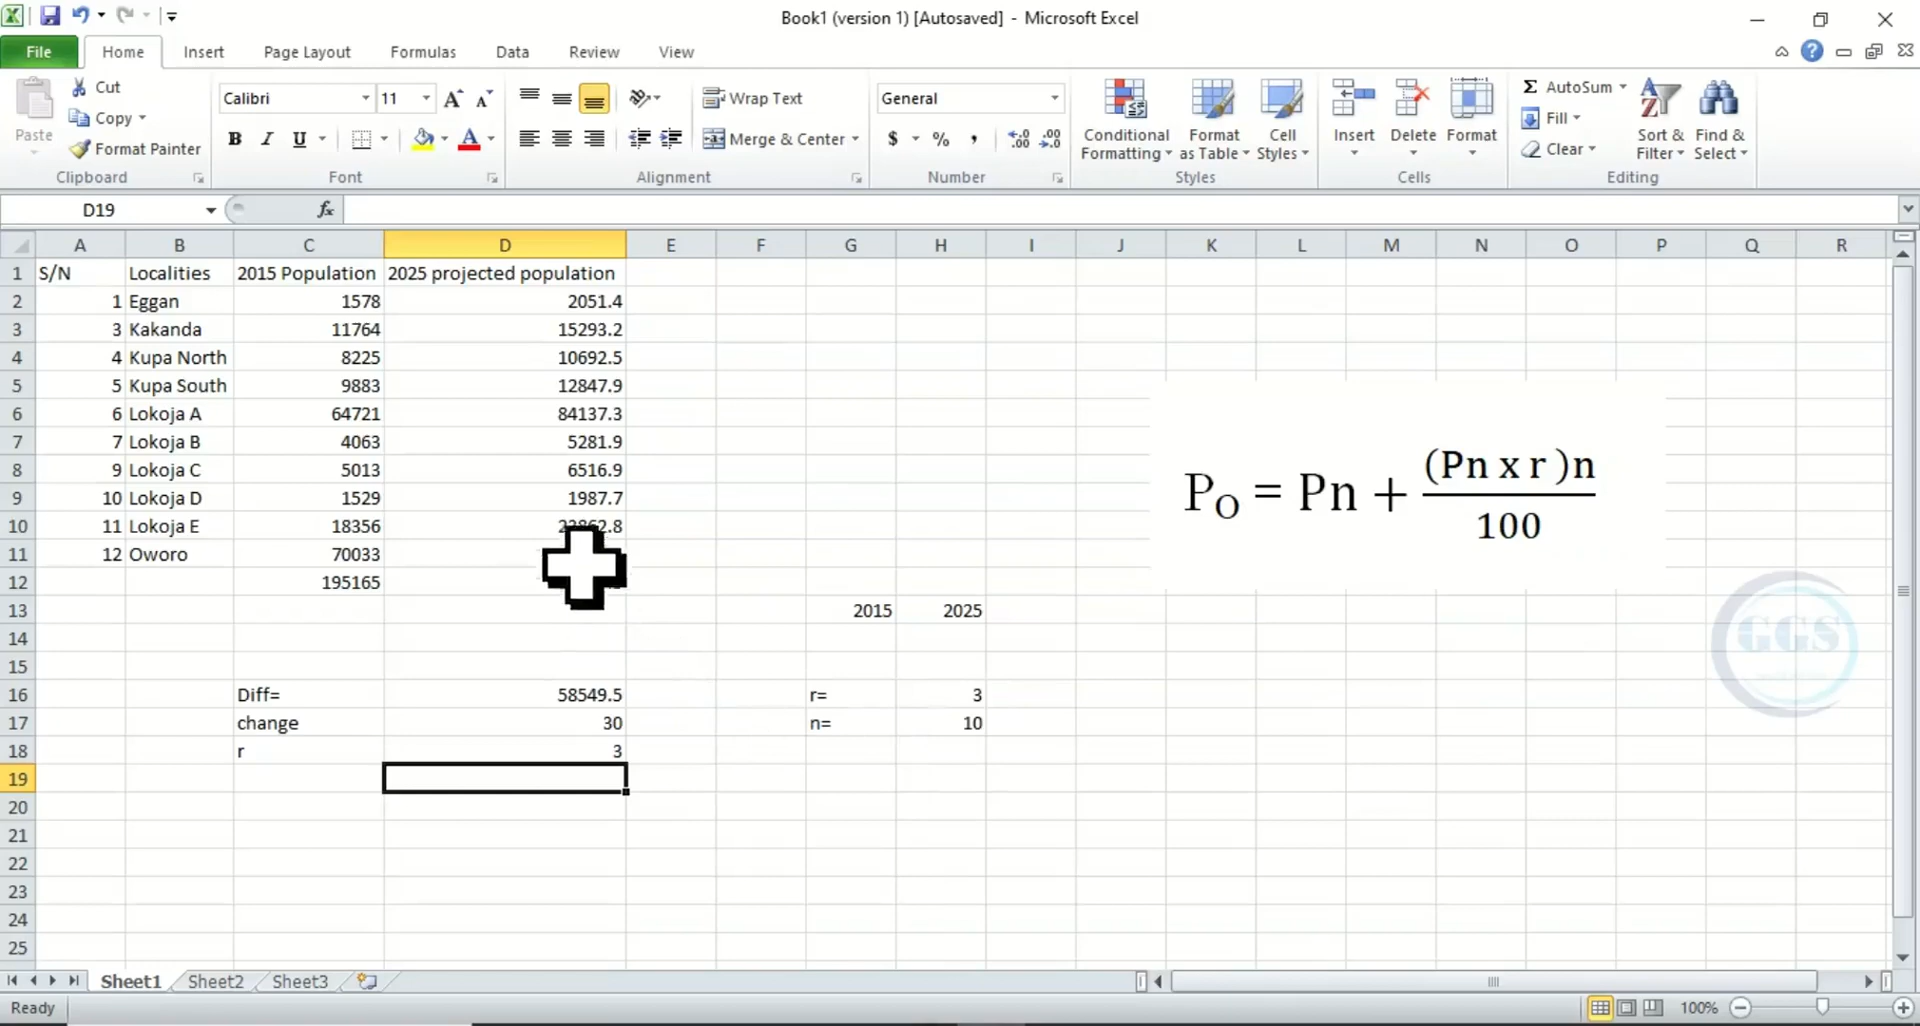 Book1 (version 1) [Autosaved] - Microsoft Excel
File Home Insert Page Layout Formulas Data Review View
Paste Cut Copy Format Painter Clipboard
Calibri 11 B I U A Font
Wrap Text Merge & Center Alignment
General $ % , Number
Conditional Formatting Format as Table Cell Styles Styles
Insert Delete Format Cells
Σ AutoSum Fill Clear Sort & Filter Find & Select Editing
D19 fx
A B C D E F G H I J K L M N O P Q R
1 S/N Localities 2015 Population 2025 projected population
2 1 Eggan 1578 2051.4
3 3 Kakanda 11764 15293.2
4 4 Kupa North 8225 10692.5
5 5 Kupa South 9883 12847.9
6 6 Lokoja A 64721 84137.3
7 7 Lokoja B 4063 5281.9
8 9 Lokoja C 5013 6516.9
9 10 Lokoja D 1529 1987.7
10 11 Lokoja E 18356
11 12 Oworo 70033
12 195165
13 2015 2025
14
15
16 Diff= 58549.5 r= 3
17 change 30 n= 10
18 r 3
19
20
21
22
23
24
25
P_O = Pn + (Pn x r )n
100
GGS
Sheet1 Sheet2 Sheet3
Ready 100%